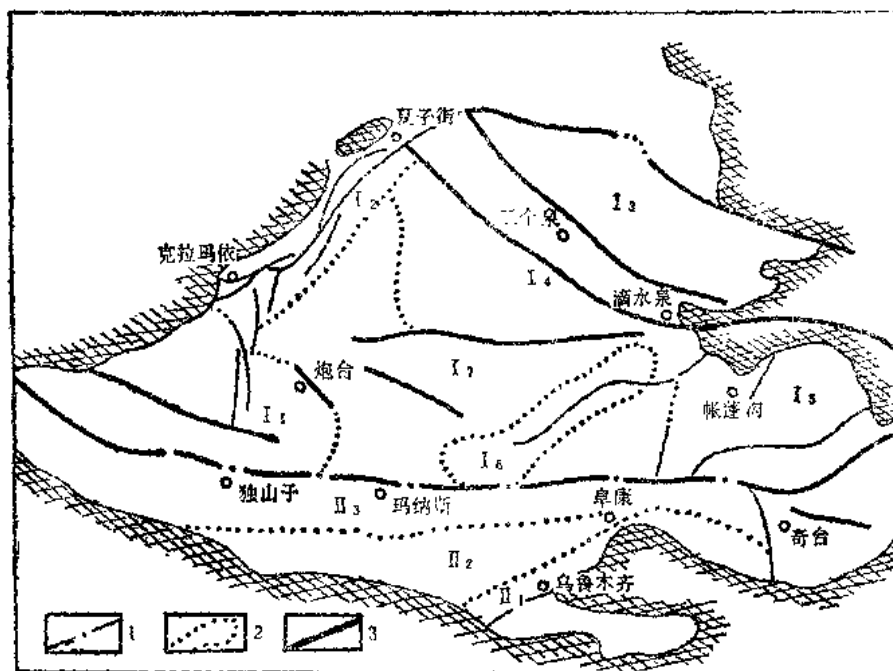 夏子街
I₂
I₃
三个泉
克拉玛依
I₄
滴水泉
炮台
I₇
帐蓬沟
I₅
I₆
独山子
II₃
玛纳斯
阜康
奇台
II₂
II₁
乌鲁木齐
1
2
3